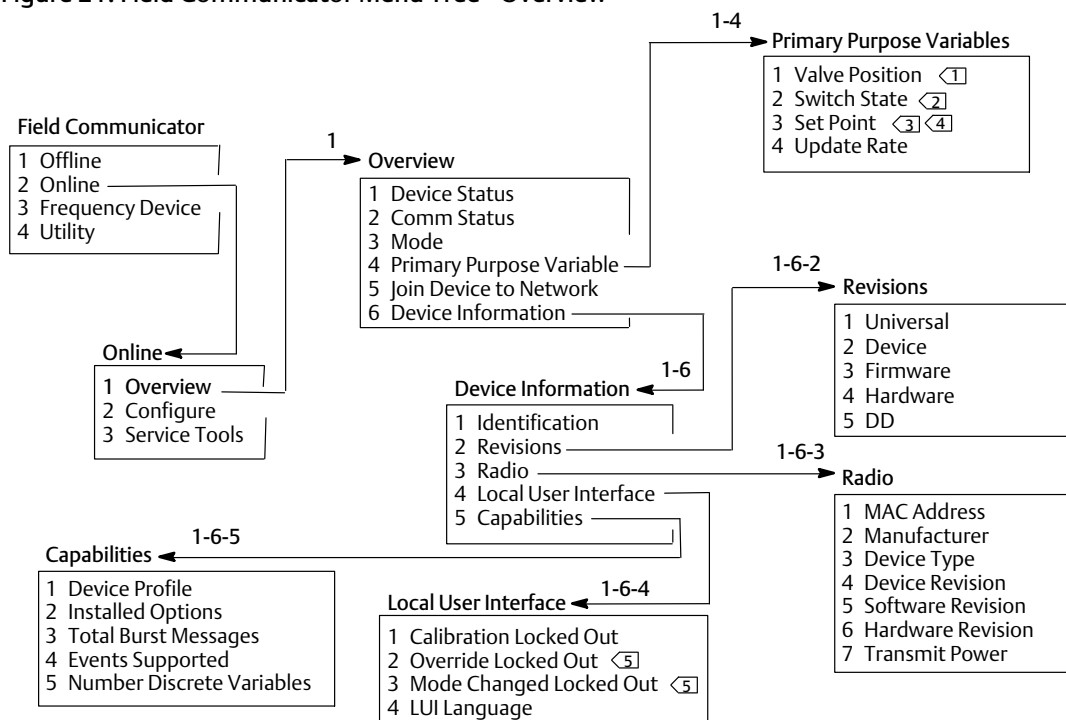 Field Communicator
1 Offline
2 Online
3 Frequency Device
4 Utility
Online
1 Overview
2 Configure
3 Service Tools
1
Overview
1 Device Status
2 Comm Status
3 Mode
4 Primary Purpose Variable
5 Join Device to Network
6 Device Information
1-4
Primary Purpose Variables
1 Valve Position 1
2 Switch State 2
3 Set Point 3 4
4 Update Rate
1-6
Device Information
1 Identification
2 Revisions
3 Radio
4 Local User Interface
5 Capabilities
1-6-2
Revisions
1 Universal
2 Device
3 Firmware
4 Hardware
5 DD
1-6-3
Radio
1 MAC Address
2 Manufacturer
3 Device Type
4 Device Revision
5 Software Revision
6 Hardware Revision
7 Transmit Power
1-6-5
Capabilities
1 Device Profile
2 Installed Options
3 Total Burst Messages
4 Events Supported
5 Number Discrete Variables
1-6-4
Local User Interface
1 Calibration Locked Out
2 Override Locked Out 5
3 Mode Changed Locked Out 5
4 LUI Language